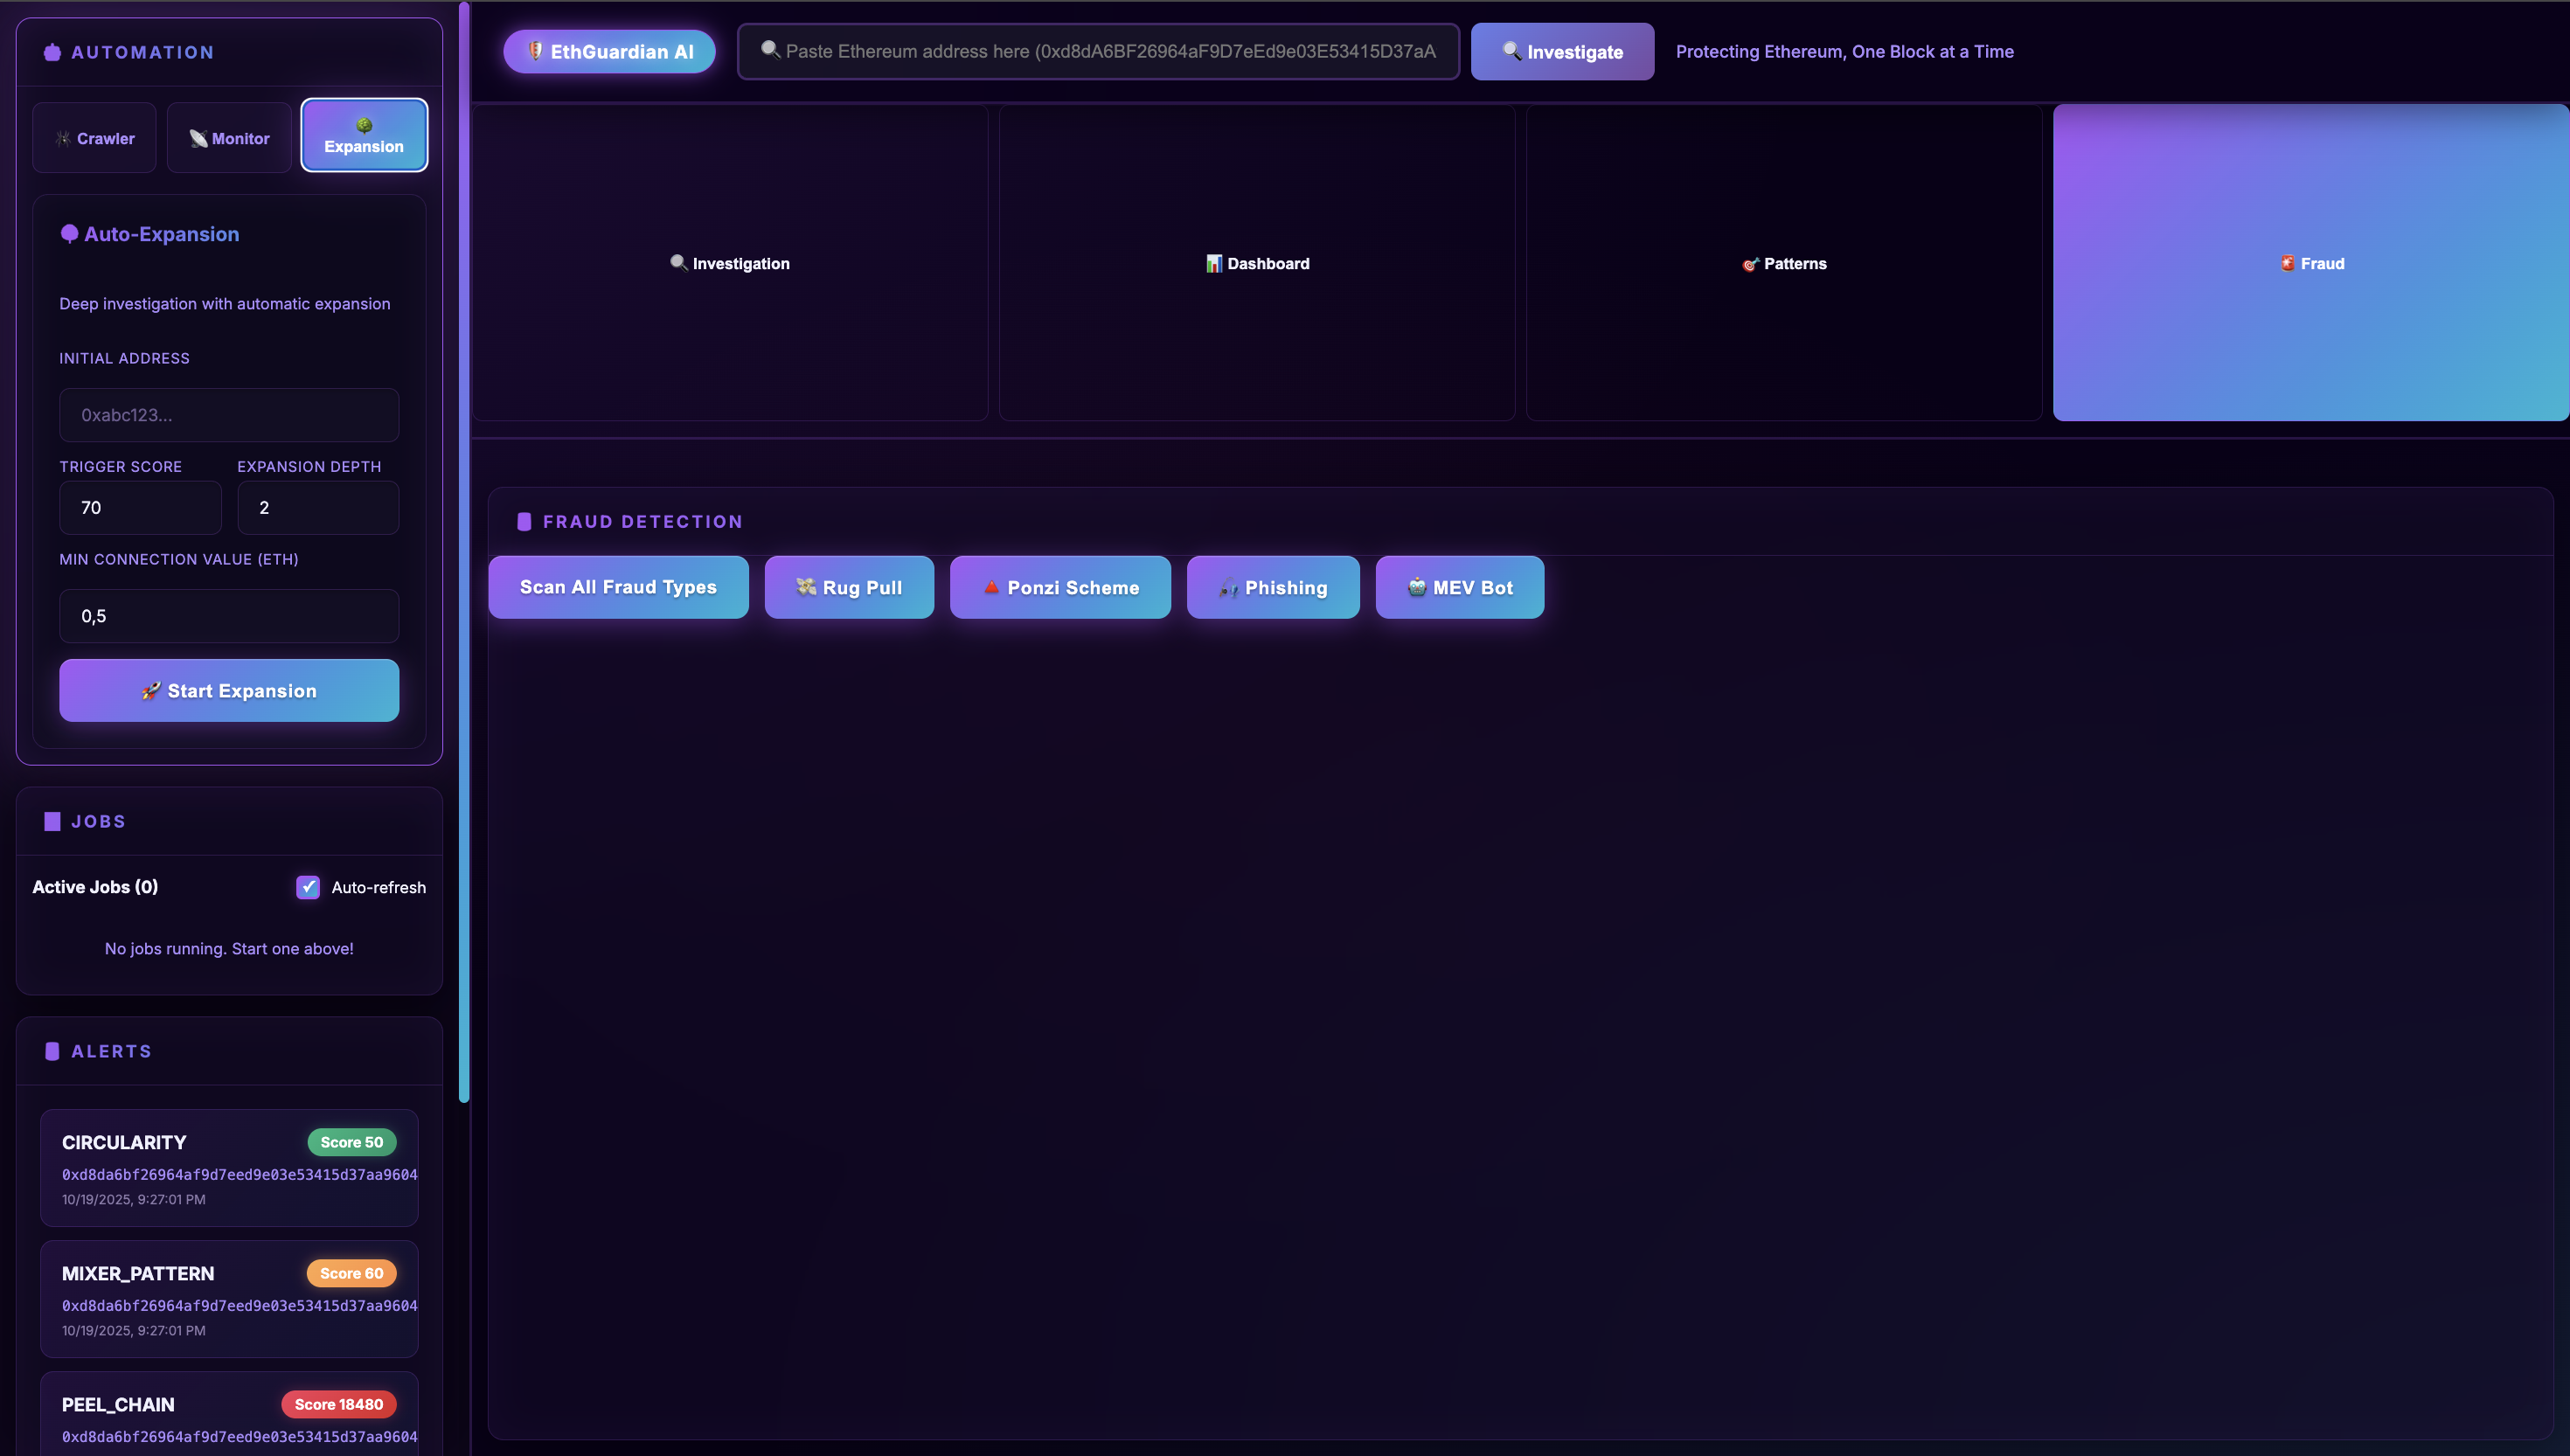 AUTOMATION
Crawler
Monitor
Expansion
Auto-Expansion
Deep investigation with automatic expansion
INITIAL ADDRESS
0xabc123...
TRIGGER SCORE
EXPANSION DEPTH
70
2
MIN CONNECTION VALUE (ETH)
0,5
Start Expansion
JOBS
Active Jobs (0)
Auto-refresh
No jobs running. Start one above!
ALERTS
CIRCULARITY
Score 50
0xd8da6bf26964af9d7eed9e03e53415d37aa9604
10/19/2025, 9:27:01 PM
MIXER_PATTERN
Score 60
0xd8da6bf26964af9d7eed9e03e53415d37aa9604
10/19/2025, 9:27:01 PM
PEEL_CHAIN
Score 18480
0xd8da6bf26964af9d7eed9e03e53415d37aa9604
EthGuardian AI
Paste Ethereum address here (0xd8dA6BF26964aF9D7eEd9e03E53415D37aA
Investigate
Protecting Ethereum, One Block at a Time
Investigation
Dashboard
Patterns
Fraud
FRAUD DETECTION
Scan All Fraud Types
Rug Pull
Ponzi Scheme
Phishing
MEV Bot